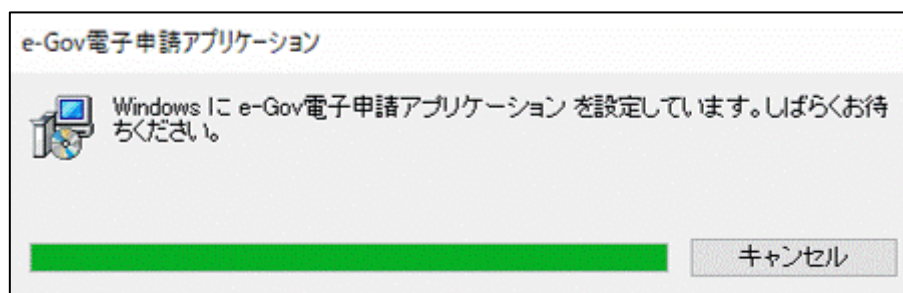 e-Gov電子申請アプリケーション
Windows に e-Gov電子申請アプリケーション を設定しています。しばらくお待
ちください。
キャンセル